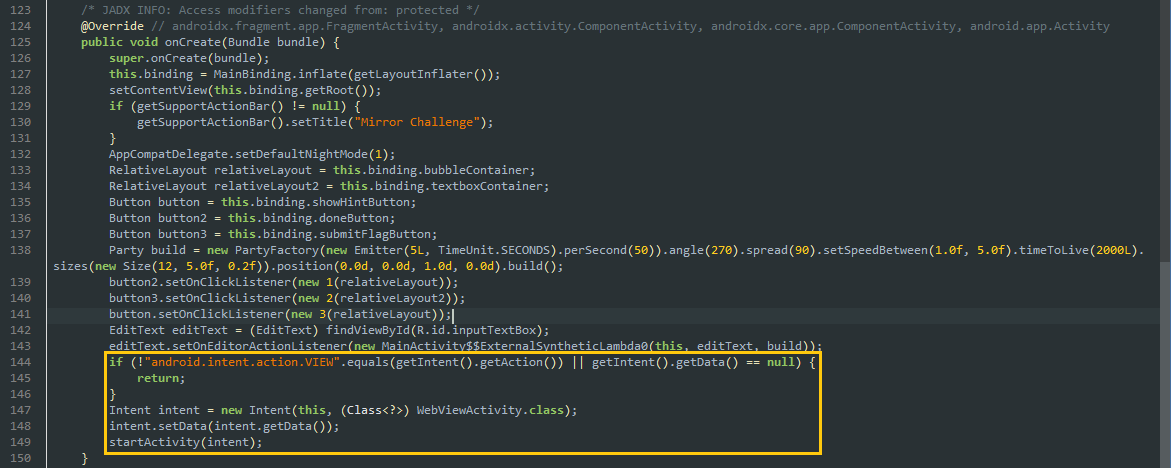 123 /* JADX INFO: Access modifiers changed from: protected */
124 @Override // androidx.fragment.app.FragmentActivity, androidx.activity.ComponentActivity, androidx.core.app.ComponentActivity, android.app.Activity
125 public void onCreate(Bundle bundle) {
126 super.onCreate(bundle);
127 this.binding = MainBinding.inflate(getLayoutInflater());
128 setContentView(this.binding.getRoot());
129 if (getSupportActionBar() != null) {
130 getSupportActionBar().setTitle("Mirror Challenge");
131 }
132 AppCompatDelegate.setDefaultNightMode(1);
133 RelativeLayout relativeLayout = this.binding.bubbleContainer;
134 RelativeLayout relativeLayout2 = this.binding.textboxContainer;
135 Button button = this.binding.showHintButton;
136 Button button2 = this.binding.doneButton;
137 Button button3 = this.binding.submitFlagButton;
138 Party build = new PartyFactory(new Emitter(5L, TimeUnit.SECONDS).perSecond(50)).angle(270).spread(90).setSpeedBetween(1.0f, 5.0f).timeToLive(2000L).
sizes(new Size(12, 5.0f, 0.2f)).position(0.0d, 0.0d, 1.0d, 0.0d).build();
139 button2.setOnClickListener(new 1(relativeLayout));
140 button3.setOnClickListener(new 2(relativeLayout2));
141 button.setOnClickListener(new 3(relativeLayout));
142 EditText editText = (EditText) findViewById(R.id.inputTextBox);
143 editText.setOnEditorActionListener(new MainActivity$$ExternalSyntheticLambda0(this, editText, build));
144 if (!"android.intent.action.VIEW".equals(getIntent().getAction()) || getIntent().getData() == null) {
145 return;
146 }
147 Intent intent = new Intent(this, (Class<?>) WebViewActivity.class);
148 intent.setData(intent.getData());
149 startActivity(intent);
150 }